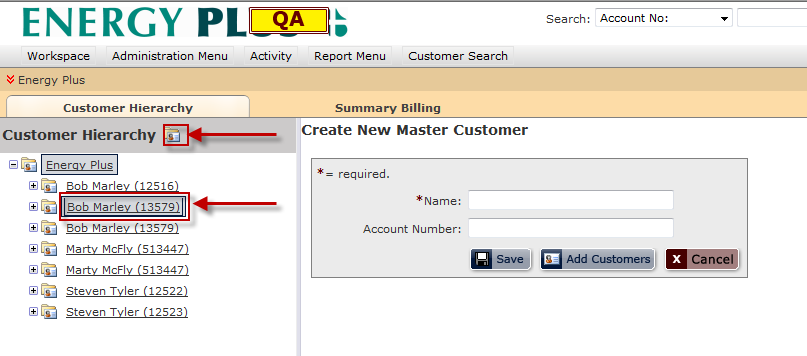 ENERGY PLUS
QA
Search: Account No:
Workspace Administration Menu Activity Report Menu Customer Search
Energy Plus
Customer Hierarchy Summary Billing
Customer Hierarchy
Energy Plus
Bob Marley (12516)
Bob Marley (13579)
Bob Marley (13579)
Marty McFly (513447)
Marty McFly (513447)
Steven Tyler (12522)
Steven Tyler (12523)
Create New Master Customer
*= required.
*Name:
Account Number:
Save Add Customers X Cancel